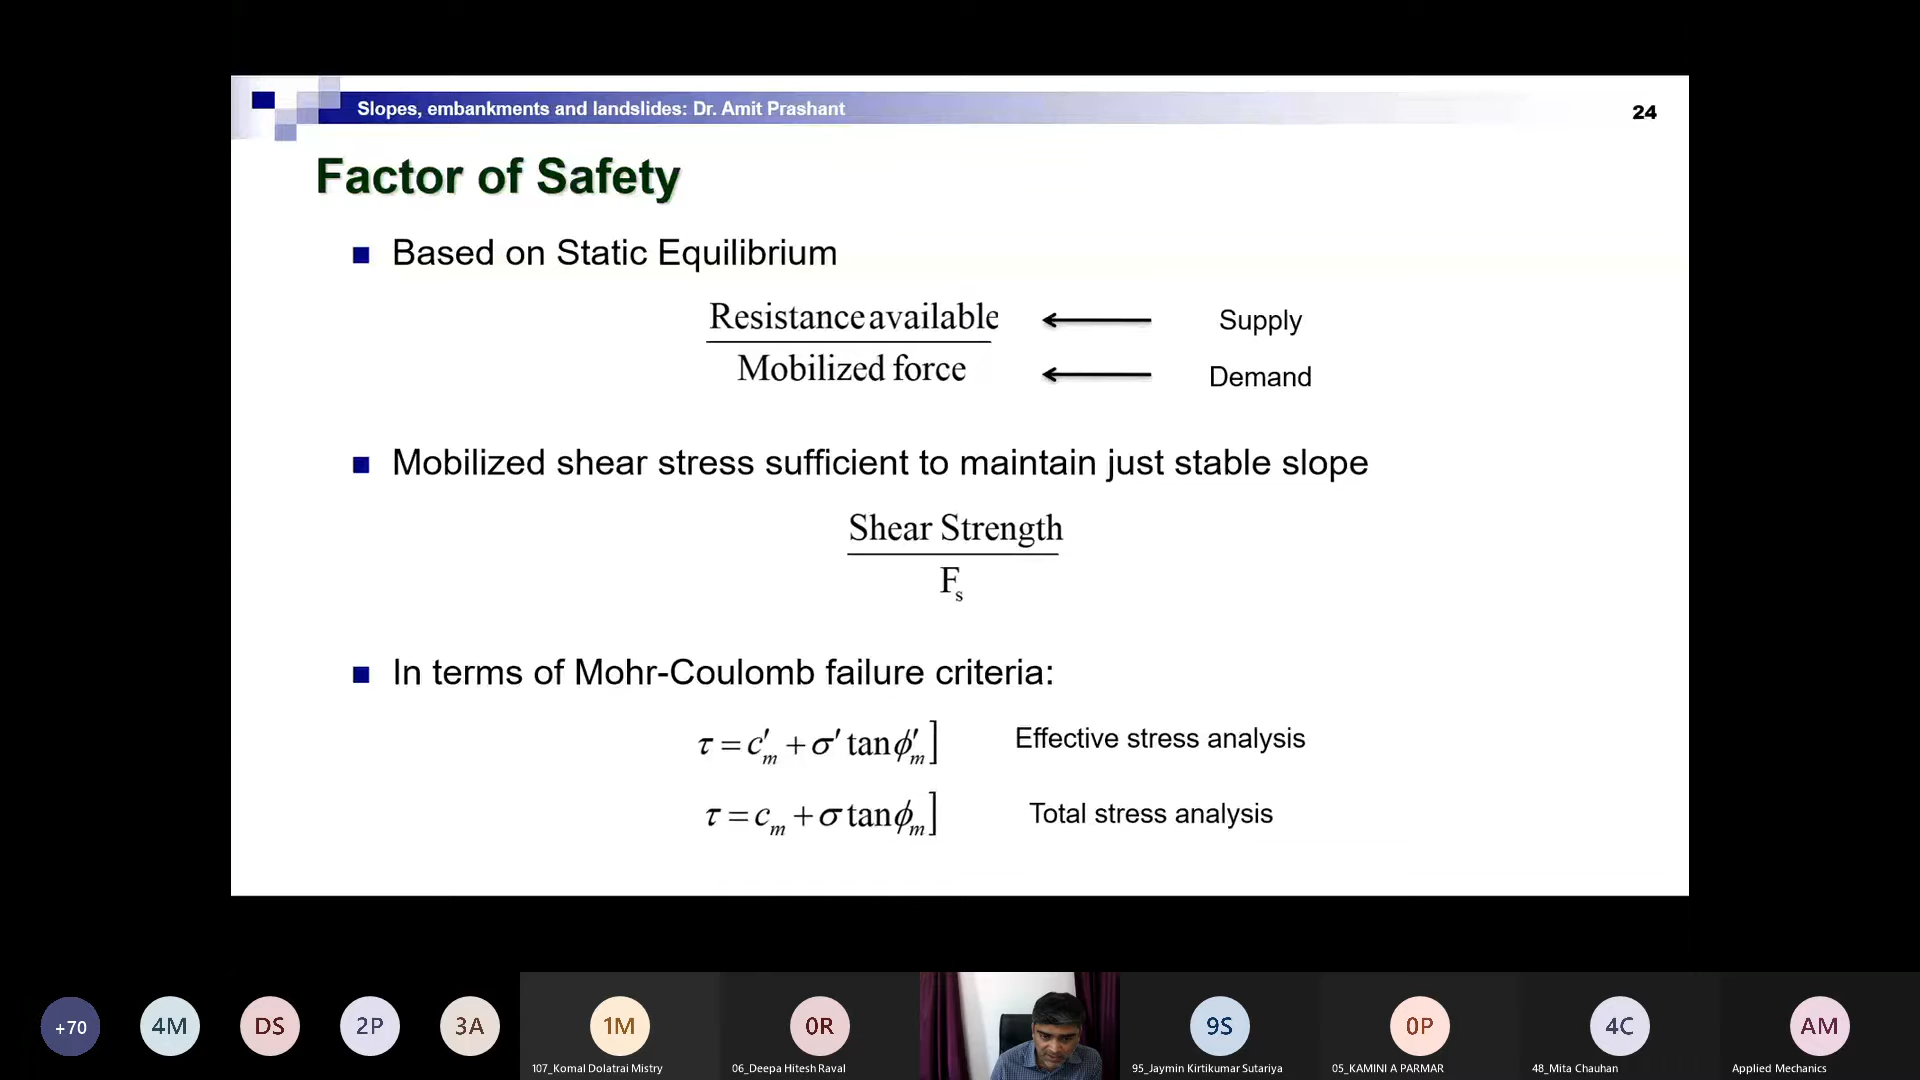 Slopes, embankments and landslides: Dr. Amit Prashant
24
Factor of Safety
Based on Static Equilibrium
Resistance available
Supply
Mobilized force
Demand
Mobilized shear stress sufficient to maintain just stable slope
Shear Strength
Fₛ
In terms of Mohr-Coulomb failure criteria:
τ = c′ₘ + σ′ tan ϕ′ₘ] Effective stress analysis
τ = cₘ + σ tan ϕₘ] Total stress analysis
+70 4M DS 2P 3A 1M 0R 9S 0P 4C AM
107_Komal Dolatrai Mistry 06_Deepa Hitesh Raval 95_Jaymin Kirtikumar Sutariya 05_KAMINI A PARMAR 48_Mita Chauhan Applied Mechanics